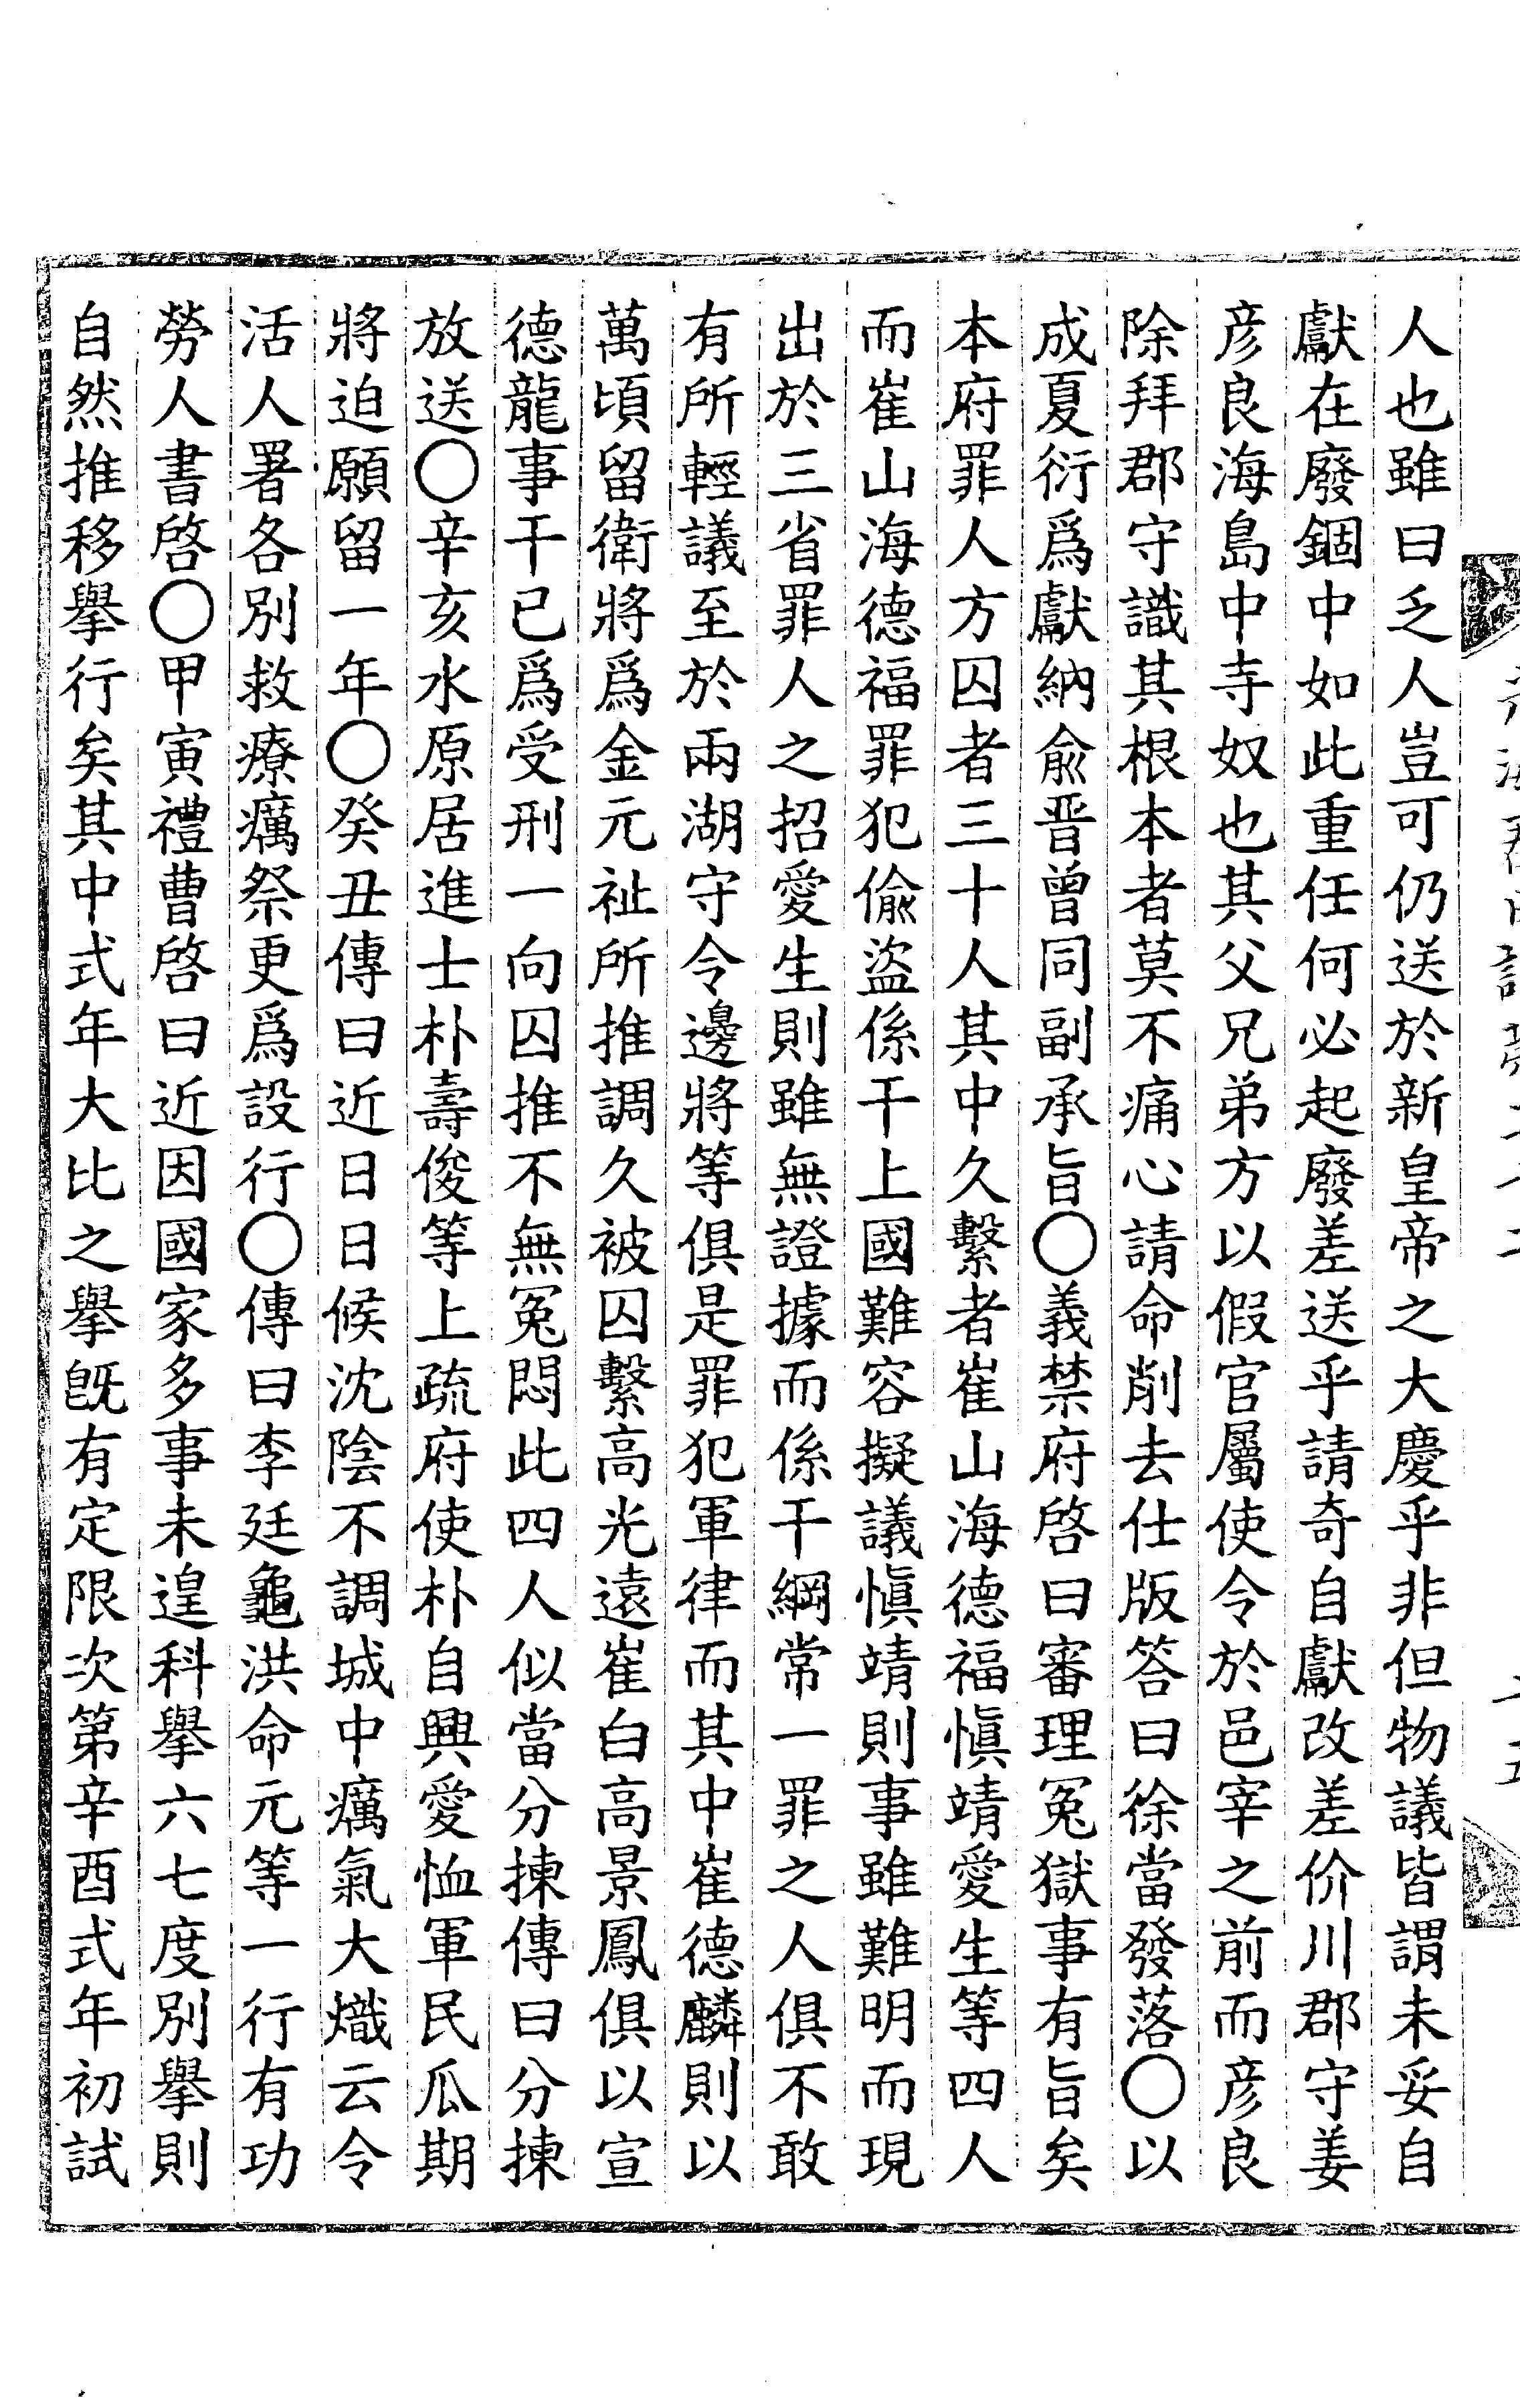 人也雖曰乏人豈可仍送於新皇帝之大慶乎非但物議皆謂未妥自
獻在廢錮中如此重任何必起廢差送乎請奇自獻改差价川郡守姜
彦良海島中寺奴也其父兄弟方以假官屬使令於邑宰之前而彦良
除拜郡守識其根本者莫不痛心請命削去仕版答曰徐當發落〇以
成夏衍爲獻納兪晋曾同副承旨〇義禁府啓曰審理冤獄事有旨矣
本府罪人方囚者三十人其中久繫者崔山海德福愼靖愛生等四人
而崔山海德福罪犯偸盜係干上國難容擬議愼靖則事雖難明而現
出於三省罪人之招愛生則雖無證據而係干綱常一罪之人俱不敢
有所輕議至於兩湖守令邊將等俱是罪犯軍律而其中崔德麟則以
萬頃留衛將爲金元祉所推調久被囚繫高光遠崔白高景鳳俱以宣
德龍事干已爲受刑一向囚推不無冤悶此四人似當分揀傳曰分揀
放送〇辛亥水原居進士朴壽俊等上疏府使朴自興愛恤軍民瓜期
將迫願留一年〇癸丑傳曰近日日候沈陰不調城中癘氣大熾云令
活人署各別救療癘祭更爲設行〇傳曰李廷龜洪命元等一行有功
勞人書啓〇甲寅禮曹啓曰近因國家多事未遑科擧六七度別擧則
自然推移擧行矣其中式年大比之擧旣有定限次第辛酉式年初試